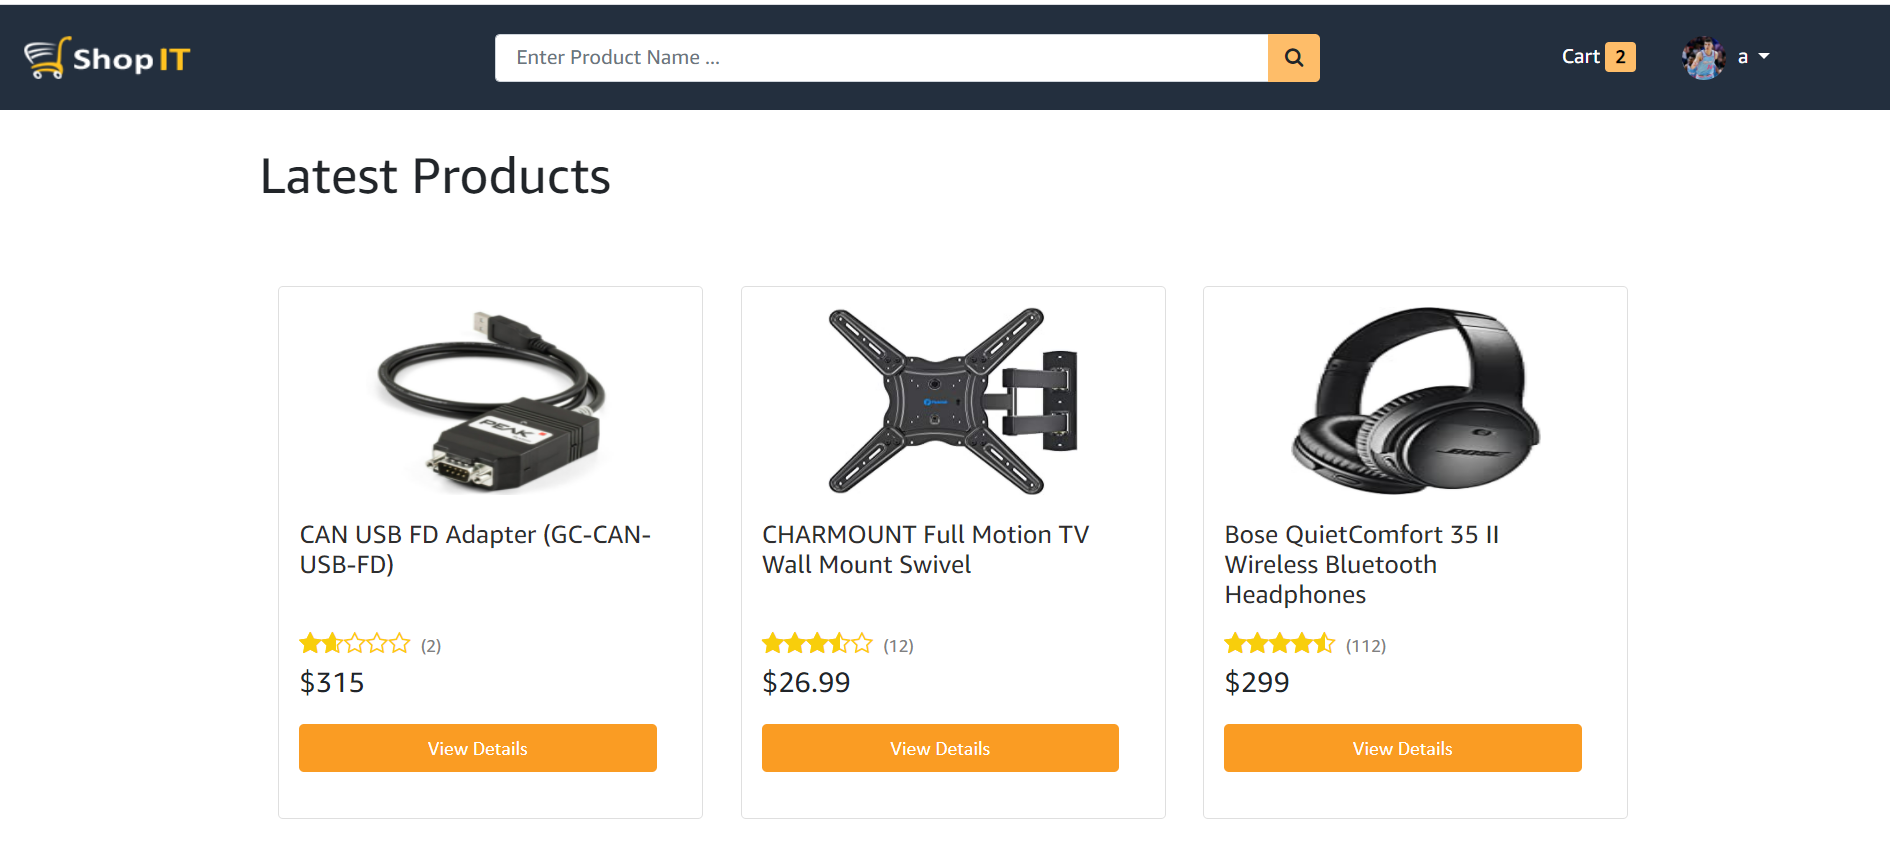 ShopIT
Enter Product Name ...
Cart 2
a
Latest Products
PEAK
BOSE
CAN USB FD Adapter (GC-CAN-
USB-FD)
CHARMOUNT Full Motion TV
Wall Mount Swivel
Bose QuietComfort 35 II
Wireless Bluetooth
Headphones
(2)
(12)
(112)
$315
$26.99
$299
View Details
View Details
View Details